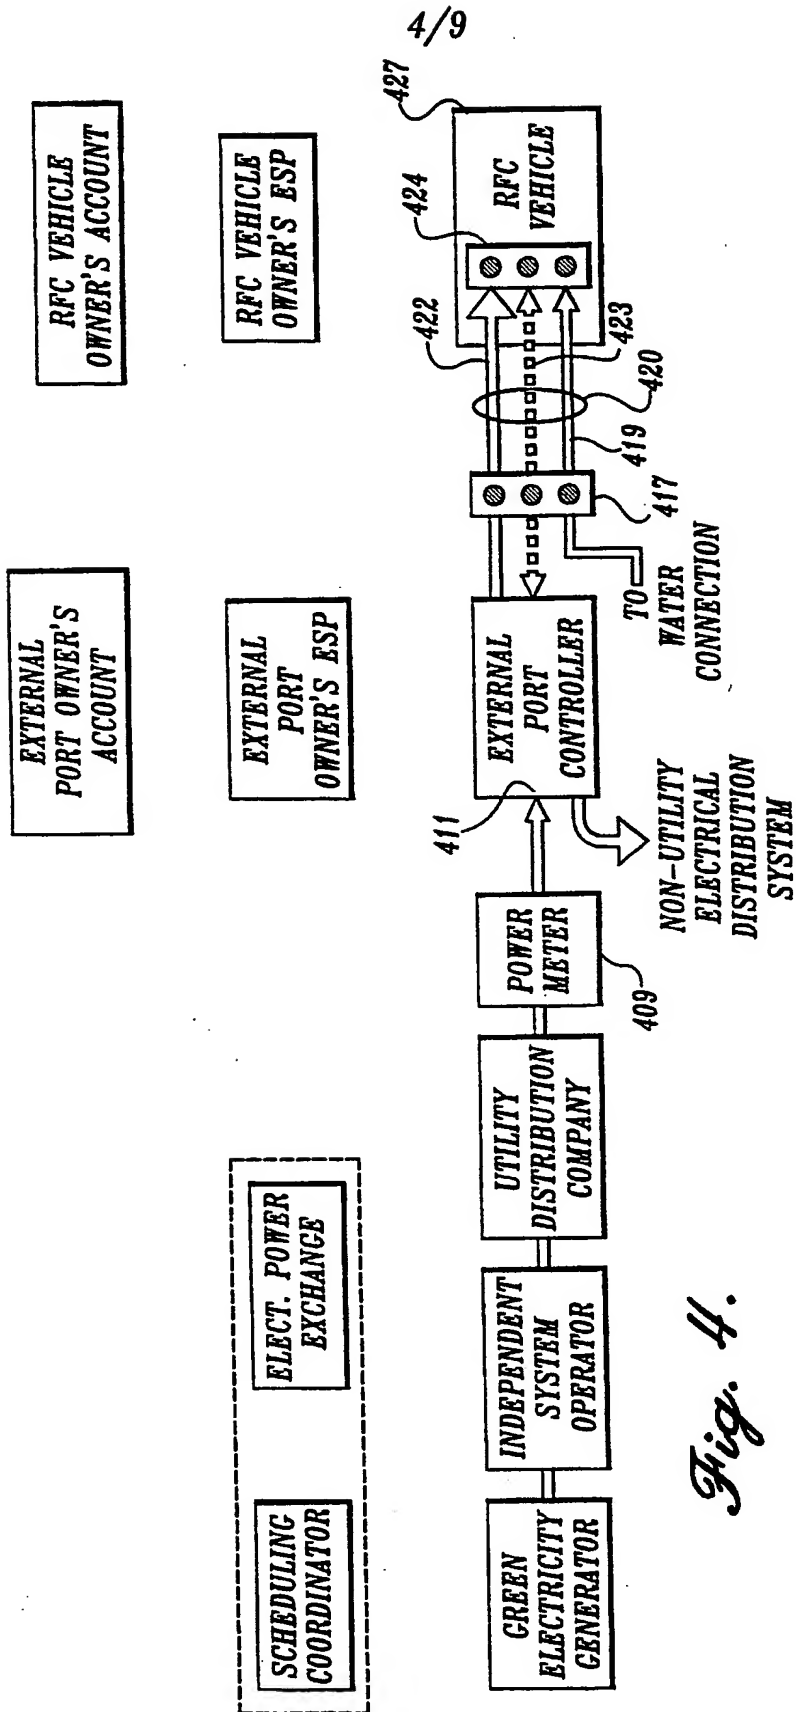 4/9
RFC VEHICLE
OWNER'S ACCOUNT
EXTERNAL
PORT OWNER'S
ACCOUNT
RFC VEHICLE
OWNER'S ESP
EXTERNAL
PORT
OWNER'S ESP
ELECT. POWER
EXCHANGE
SCHEDULING
COORDINATOR
GREEN
ELECTRICITY
GENERATOR
INDEPENDENT
SYSTEM
OPERATOR
UTILITY
DISTRIBUTION
COMPANY
POWER
METER
409
411
EXTERNAL
PORT
CONTROLLER
NON-UTILITY
ELECTRICAL
DISTRIBUTION
SYSTEM
TO
WATER
CONNECTION
417
419
420
422
423
424
427
RFC
VEHICLE
Fig. 4.